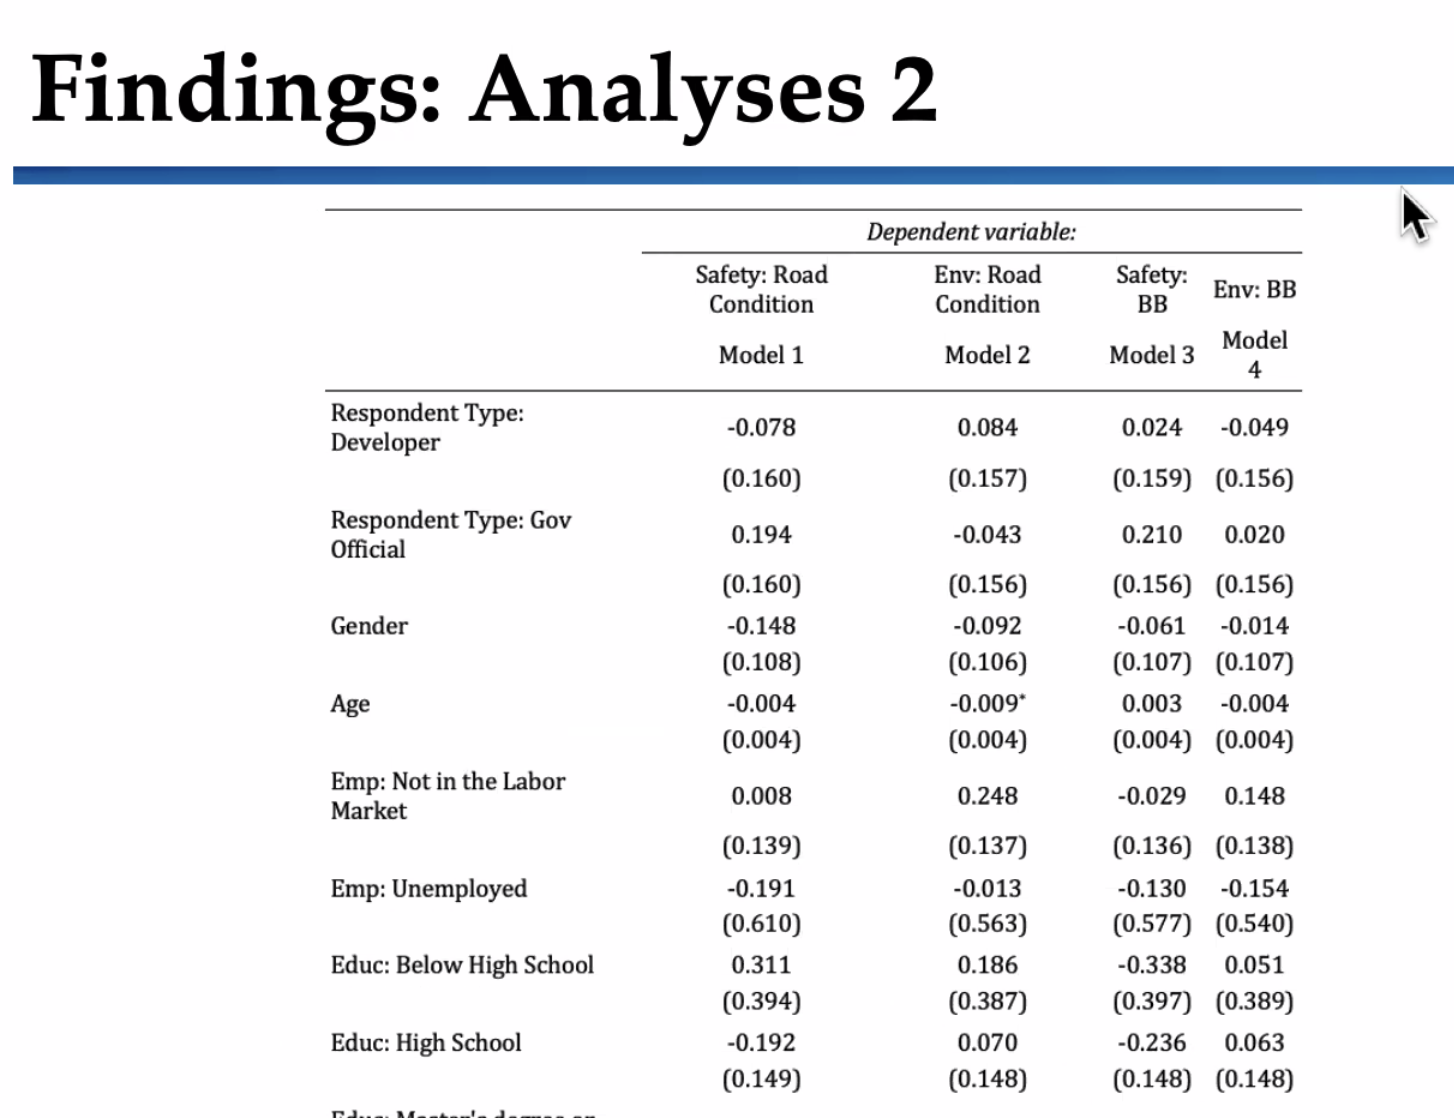 Findings: Analyses 2
Dependent variable:
Safety: Road Condition Env: Road Condition Safety: BB Env: BB
Model 1 Model 2 Model 3 Model 4
Respondent Type: Developer -0.078 0.084 0.024 -0.049
(0.160) (0.157) (0.159) (0.156)
Respondent Type: Gov Official 0.194 -0.043 0.210 0.020
(0.160) (0.156) (0.156) (0.156)
Gender -0.148 -0.092 -0.061 -0.014
(0.108) (0.106) (0.107) (0.107)
Age -0.004 -0.009* 0.003 -0.004
(0.004) (0.004) (0.004) (0.004)
Emp: Not in the Labor Market 0.008 0.248 -0.029 0.148
(0.139) (0.137) (0.136) (0.138)
Emp: Unemployed -0.191 -0.013 -0.130 -0.154
(0.610) (0.563) (0.577) (0.540)
Educ: Below High School 0.311 0.186 -0.338 0.051
(0.394) (0.387) (0.397) (0.389)
Educ: High School -0.192 0.070 -0.236 0.063
(0.149) (0.148) (0.148) (0.148)
Educ: Master's degree or